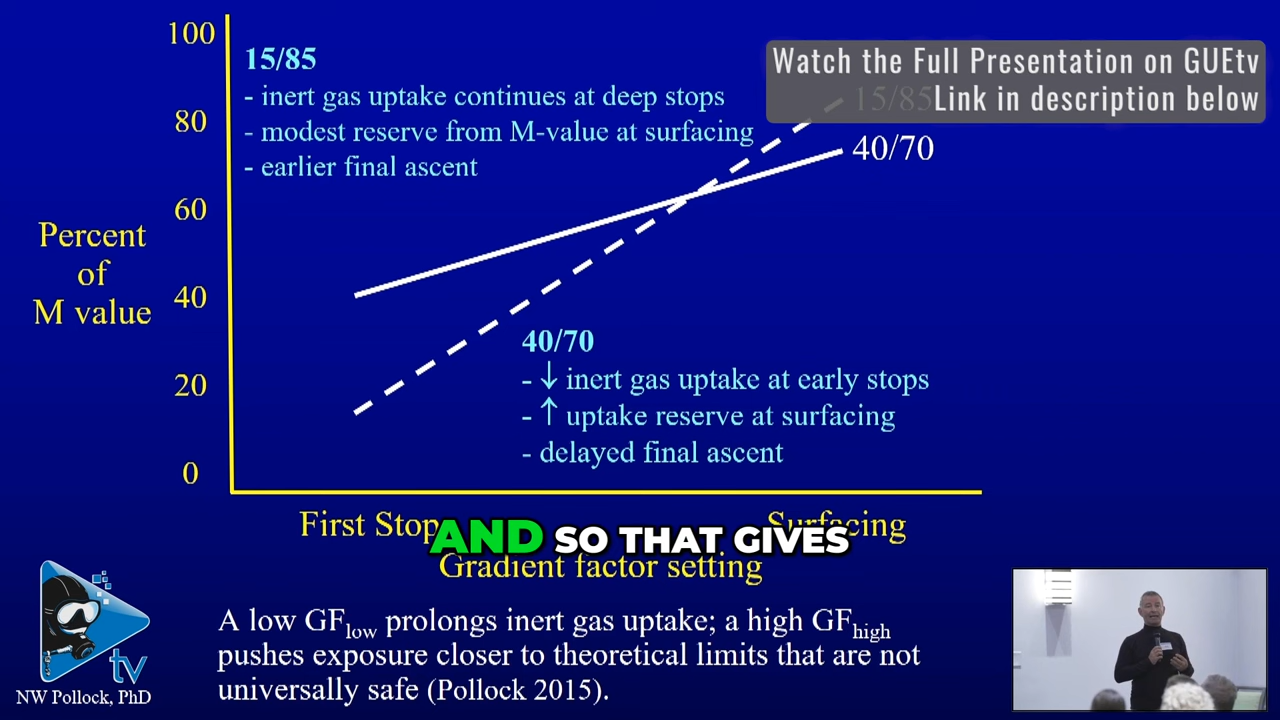 100
80
60
40
20
0
Percent
of
M value
15/85
- inert gas uptake continues at deep stops
- modest reserve from M-value at surfacing
- earlier final ascent
Watch the Full Presentation on GUEtv
Link in description below
15/85
40/70
40/70
- ↓ inert gas uptake at early stops
- ↑ uptake reserve at surfacing
- delayed final ascent
First Stop
Surfacing
AND SO THAT GIVES
Gradient factor setting
A low GFlow prolongs inert gas uptake; a high GFhigh
pushes exposure closer to theoretical limits that are not
universally safe (Pollock 2015).
tv
NW Pollock, PhD